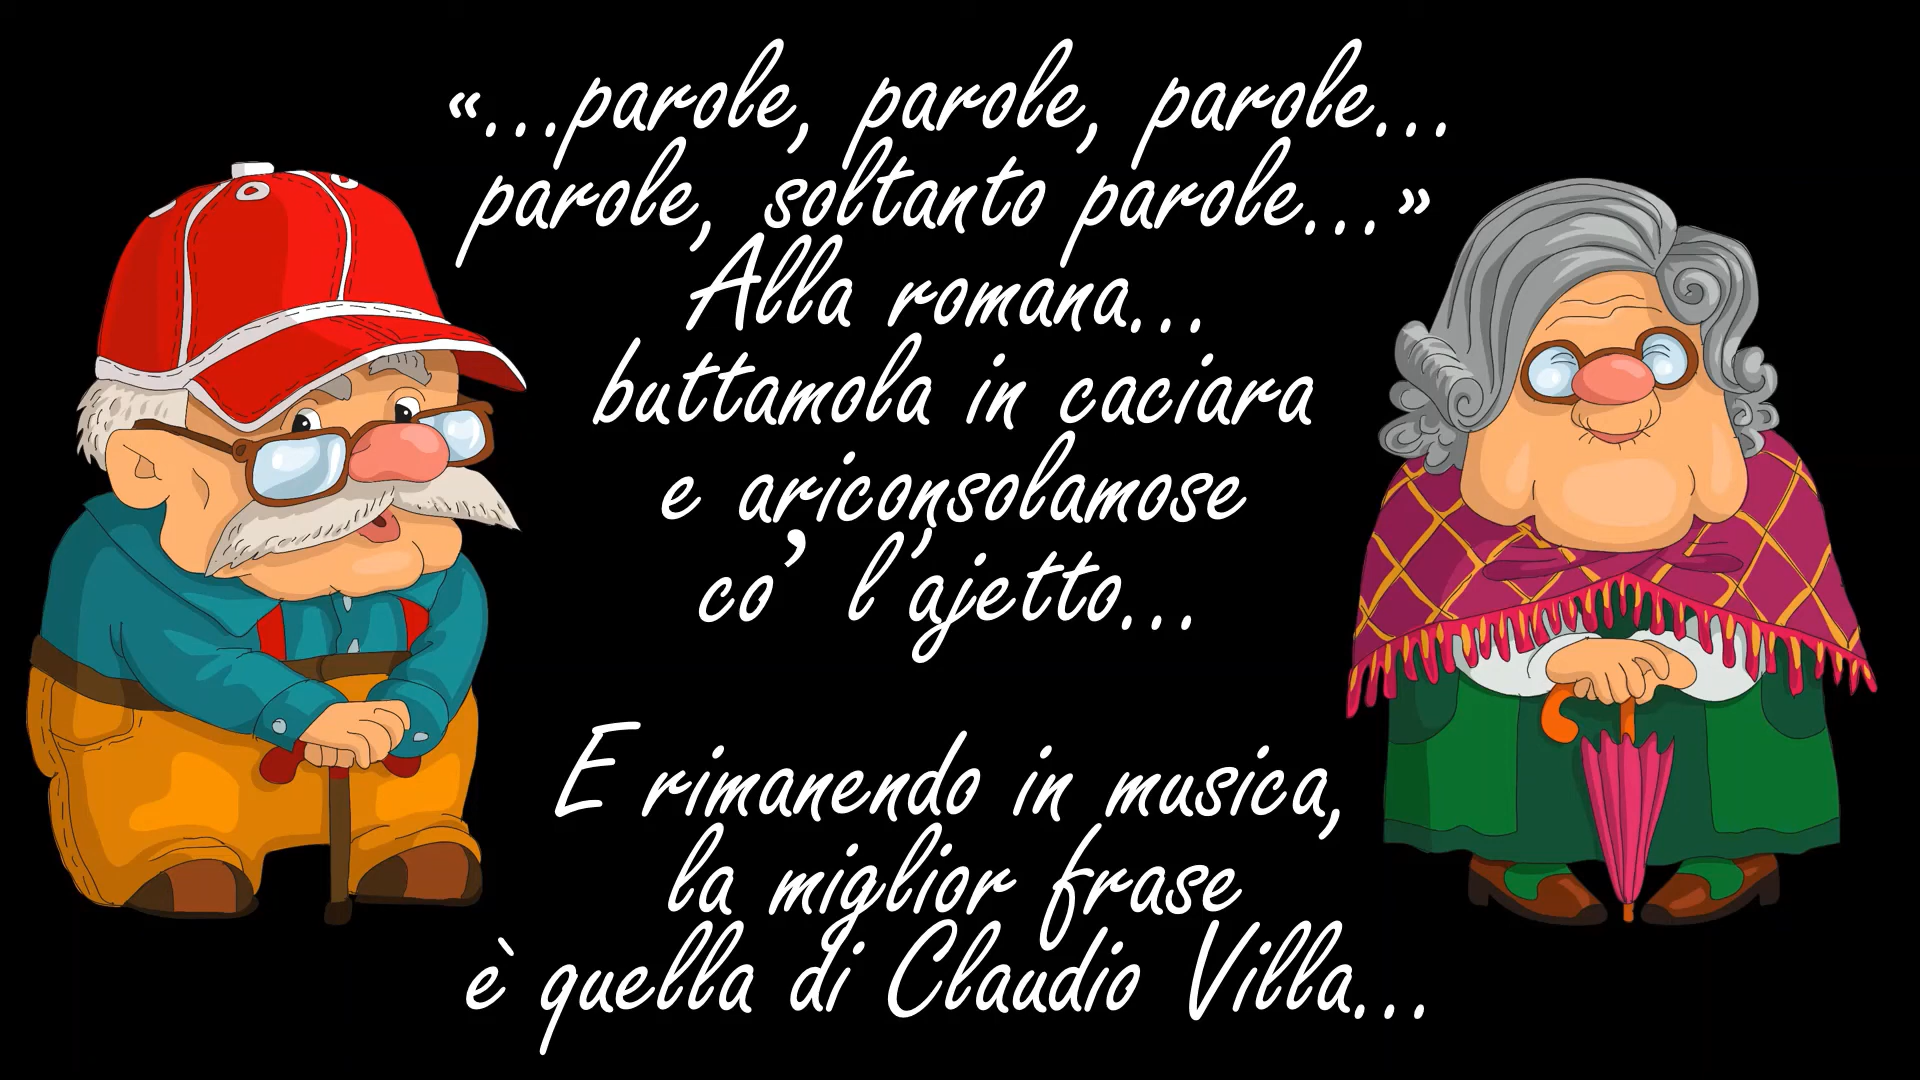 «...parole, parole, parole...
parole, soltanto parole...»
Alla romana...
buttamola in caciara
e ariconsolamose
co' l'ajetto...
E rimanendo in musica,
la miglior frase
è quella di Claudio Villa...